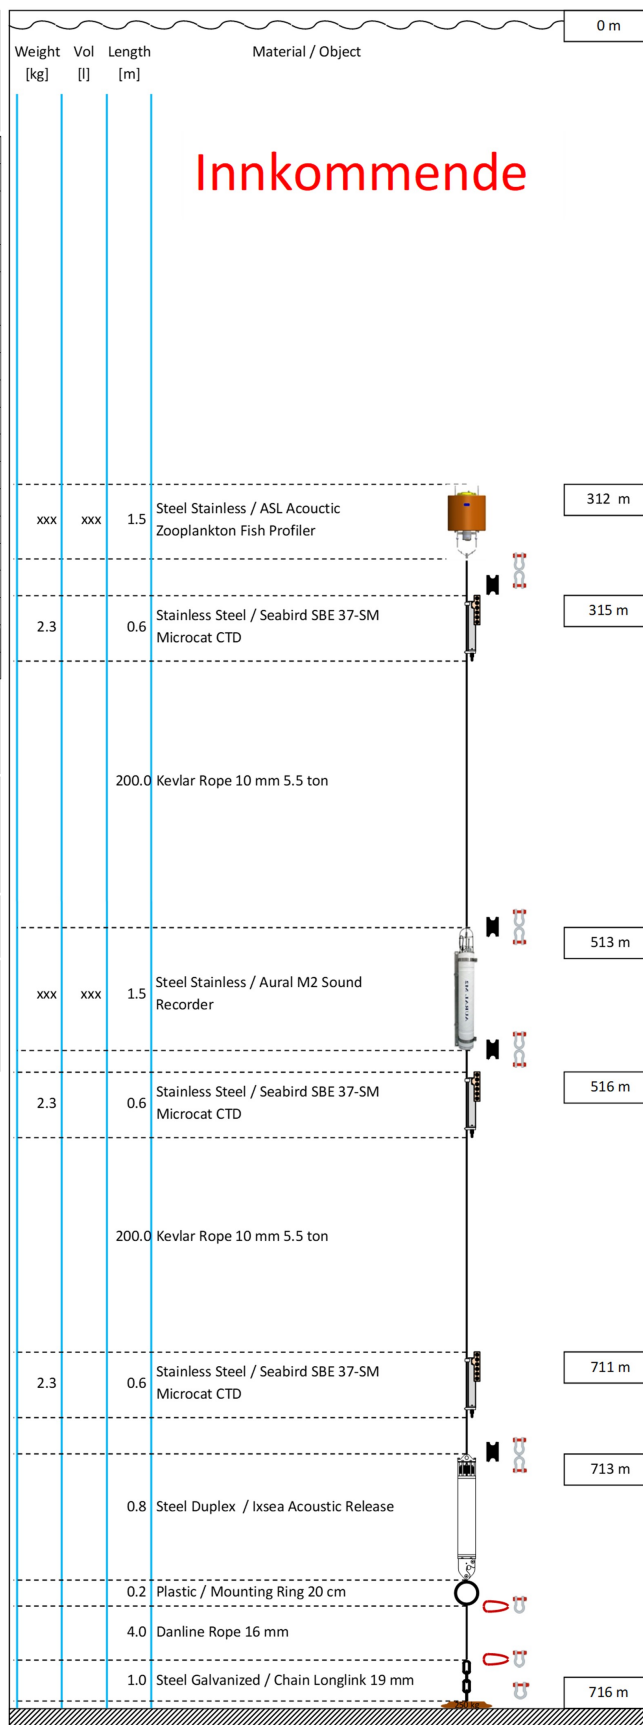 0 m
Weight Vol Length Material / Object
[kg] [l] [m]
Innkommende
312 m
xxx xxx 1.5 Steel Stainless / ASL Acouctic
Zooplankton Fish Profiler
315 m
2.3 0.6 Stainless Steel / Seabird SBE 37-SM
Microcat CTD
200.0 Kevlar Rope 10 mm 5.5 ton
513 m
xxx xxx 1.5 Steel Stainless / Aural M2 Sound
Recorder
516 m
2.3 0.6 Stainless Steel / Seabird SBE 37-SM
Microcat CTD
200.0 Kevlar Rope 10 mm 5.5 ton
711 m
2.3 0.6 Stainless Steel / Seabird SBE 37-SM
Microcat CTD
713 m
0.8 Steel Duplex / Ixsea Acoustic Release
0.2 Plastic / Mounting Ring 20 cm
4.0 Danline Rope 16 mm
1.0 Steel Galvanized / Chain Longlink 19 mm
716 m
250 kg